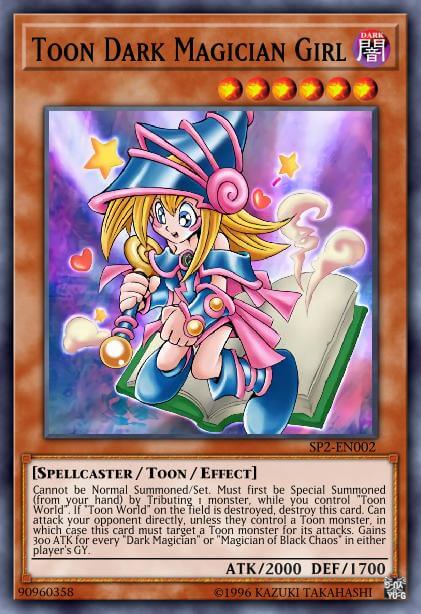 TOON DARK MAGICIAN GIRL
DARK
闇
SP2-EN002
[SPELLCASTER / TOON / EFFECT]
Cannot be Normal Summoned/Set. Must first be Special Summoned
(from your hand) by Tributing 1 monster, while you control "Toon
World". If "Toon World" on the field is destroyed, destroy this card. Can
attack your opponent directly, unless they control a Toon monster, in
which case this card must target a Toon monster for its attacks. Gains
300 ATK for every "Dark Magician" or "Magician of Black Chaos" in either
player's GY.
ATK/2000 DEF/1700
90960358
©1996 KAZUKI TAKAHASHI